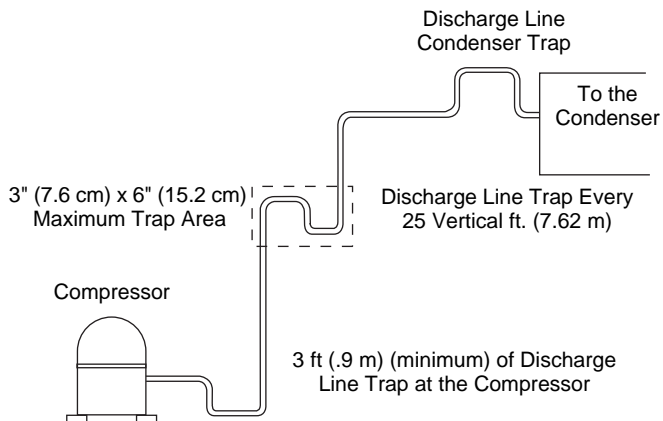 Discharge Line
Condenser Trap
To the
Condenser
3" (7.6 cm) x 6" (15.2 cm)
Maximum Trap Area
Discharge Line Trap Every
25 Vertical ft. (7.62 m)
Compressor
3 ft (.9 m) (minimum) of Discharge
Line Trap at the Compressor